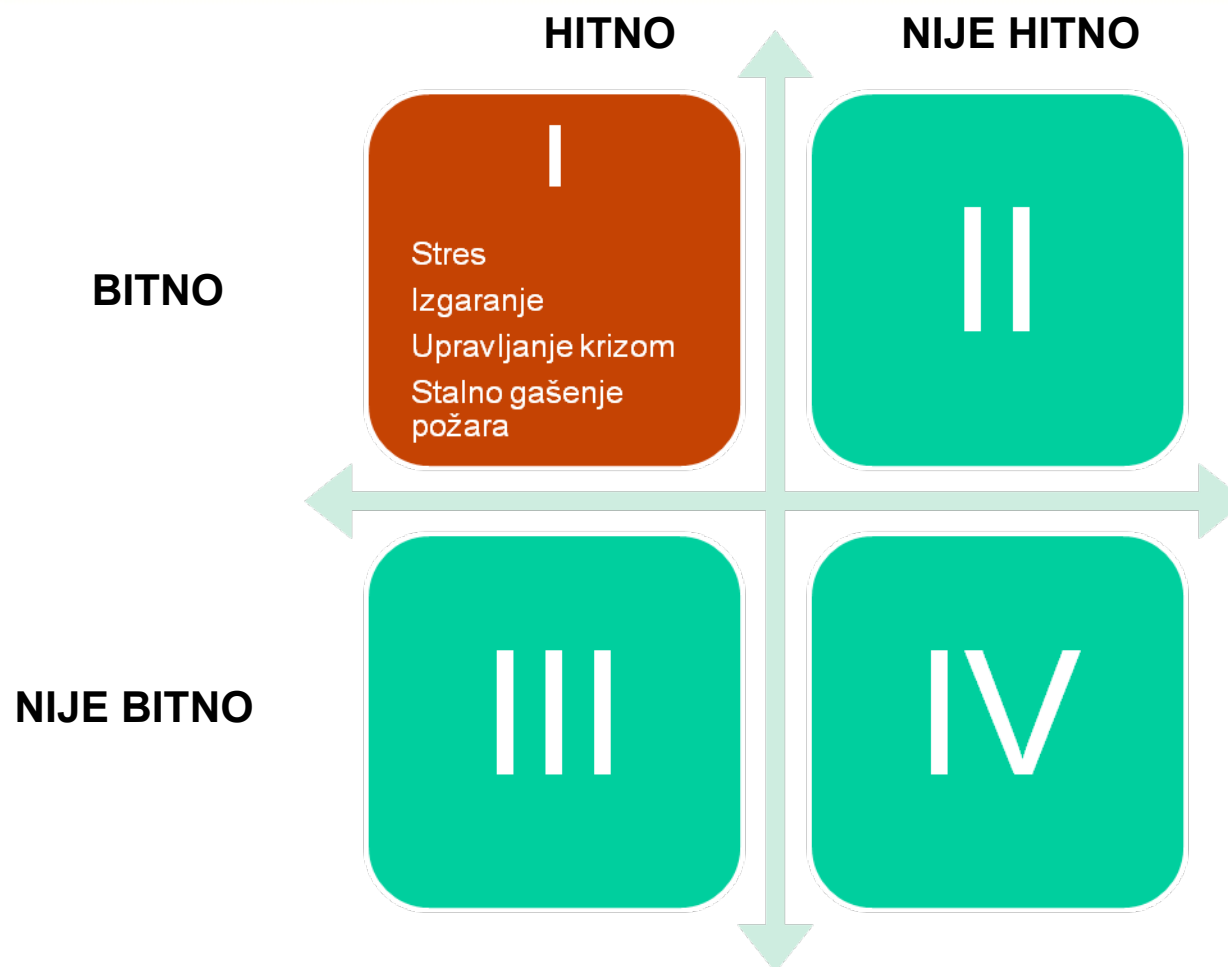 HITNO NIJE HITNO
BITNO
I
Stres
Izgaranje
Upravljanje krizom
Stalno gašenje
požara
II
NIJE BITNO
III
IV